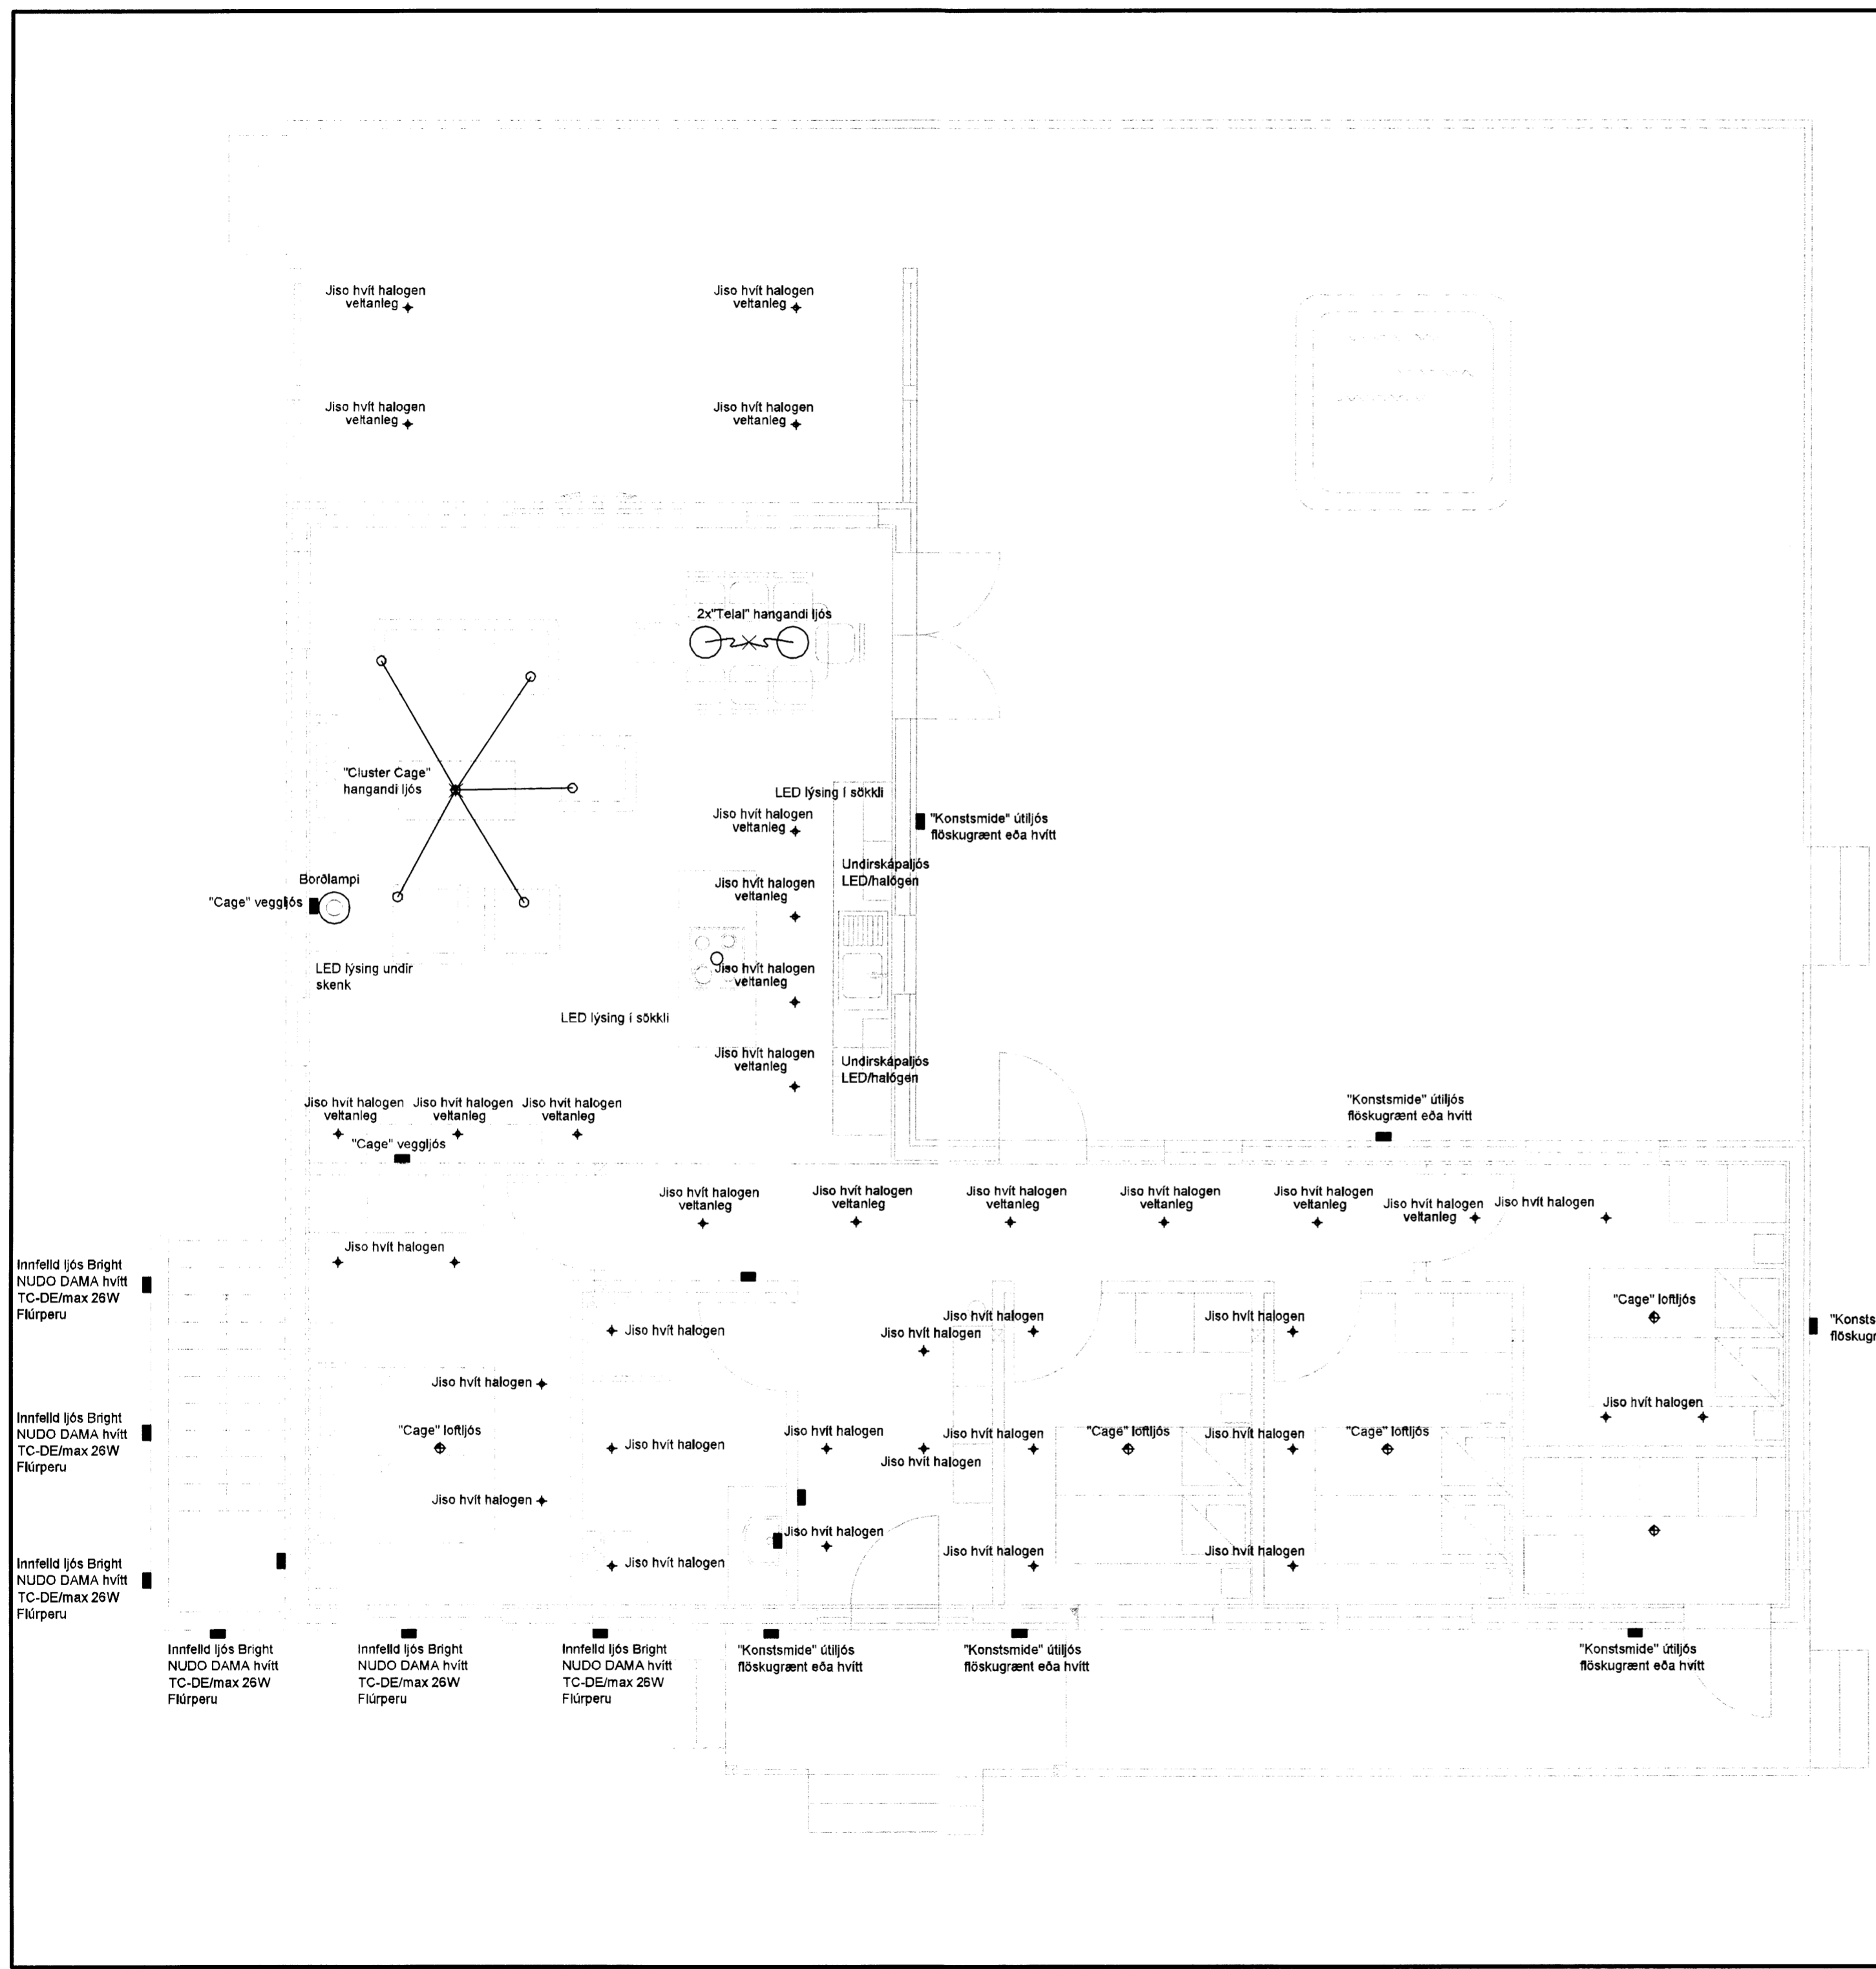 Jiso hvít halogen
veltanleg
Jiso hvít halogen
veltanleg
Jiso hvít halogen
veltanleg
Jiso hvít halogen
veltanleg
2x"Telal" hangandi ljós
"Cluster Cage"
hangandi ljós
LED lýsing í sökkli
Jiso hvít halogen
veltanleg
"Konstsmide" útiljós
flöskugrænt eða hvítt
Undirskápaljós
LED/halógen
Borðlampi
"Cage" veggljós
Jiso hvít halogen
veltanleg
LED lýsing undir
skenk
Jiso hvít halogen
veltanleg
LED lýsing í sökkli
Jiso hvít halogen
veltanleg
Undirskápaljós
LED/halógen
Jiso hvít halogen
veltanleg
Jiso hvít halogen
veltanleg
Jiso hvít halogen
veltanleg
"Cage" veggljós
"Konstsmide" útiljós
flöskugrænt eða hvítt
Jiso hvít halogen
veltanleg
Jiso hvít halogen
veltanleg
Jiso hvít halogen
veltanleg
Jiso hvít halogen
veltanleg
Jiso hvít halogen
veltanleg
Jiso hvít halogen
veltanleg
Jiso hvít halogen
Jiso hvít halogen
Innfelld ljós Bright
NUDO DAMA hvítt
TC-DE/max 26W
Flúrperu
Jiso hvít halogen
Jiso hvít halogen
Jiso hvít halogen
Jiso hvít halogen
"Cage" loftljós
"Konsts
flöskugr
Jiso hvít halogen
Jiso hvít halogen
Innfelld ljós Bright
NUDO DAMA hvítt
TC-DE/max 26W
Flúrperu
"Cage" loftljós
Jiso hvít halogen
Jiso hvít halogen
Jiso hvít halogen
Jiso hvít halogen
"Cage" loftljós
Jiso hvít halogen
"Cage" loftljós
Jiso hvít halogen
Jiso hvít halogen
Innfelld ljós Bright
NUDO DAMA hvítt
TC-DE/max 26W
Flúrperu
Jiso hvít halogen
Jiso hvít halogen
Jiso hvít halogen
Innfelld ljós Bright
NUDO DAMA hvítt
TC-DE/max 26W
Flúrperu
Innfelld ljós Bright
NUDO DAMA hvítt
TC-DE/max 26W
Flúrperu
Innfelld ljós Bright
NUDO DAMA hvítt
TC-DE/max 26W
Flúrperu
"Konstsmide" útiljós
flöskugrænt eða hvítt
"Konstsmide" útiljós
flöskugrænt eða hvítt
"Konstsmide" útiljós
flöskugrænt eða hvítt